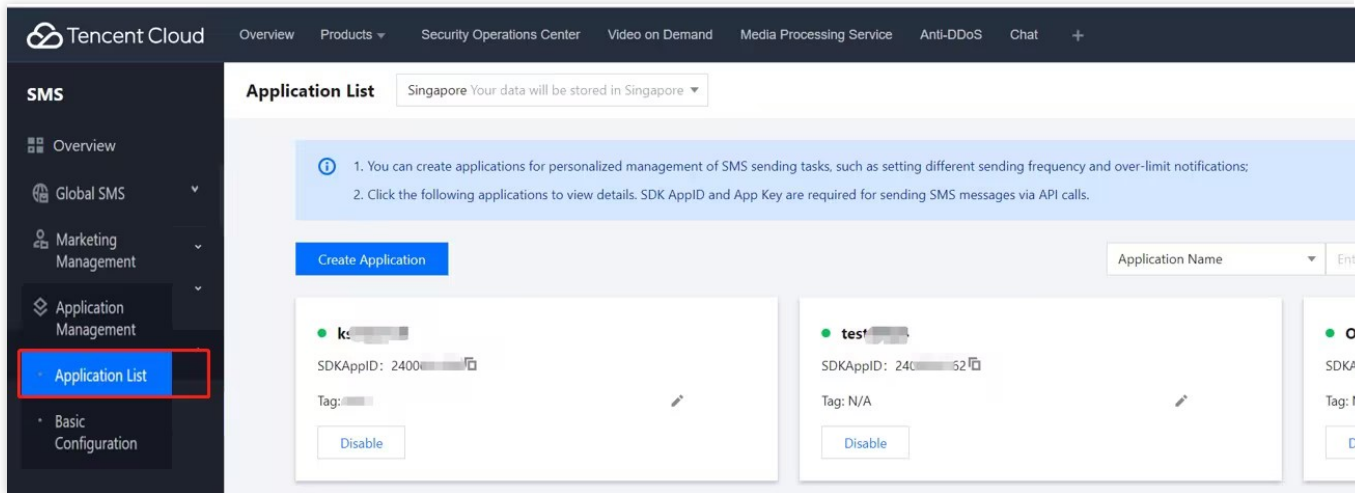 Tencent Cloud
Overview Products Security Operations Center Video on Demand Media Processing Service Anti-DDoS Chat +
SMS
Application List
Singapore Your data will be stored in Singapore
Overview
Global SMS
Marketing
Management
Application
Management
Application List
Basic
Configuration
1. You can create applications for personalized management of SMS sending tasks, such as setting different sending frequency and over-limit notifications;
2. Click the following applications to view details. SDK AppID and App Key are required for sending SMS messages via API calls.
Create Application
Application Name
SDKAppID: 2400
Tag:
Disable
test
SDKAppID: 240 62
Tag: N/A
Disable
Tag: